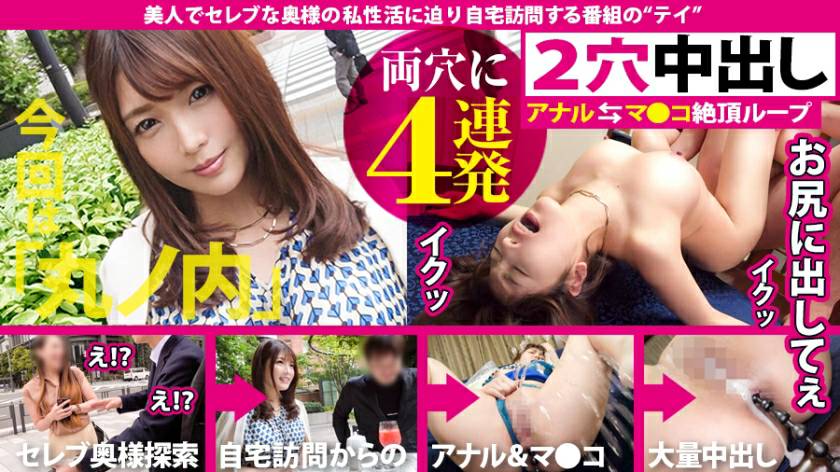 美人でセレブな奥様の私性活に迫り自宅訪問する番組の“テイ”
今回は
「丸ノ内」
両穴に
4連発
2穴中出し
アナル⇆マ●コ絶頂ループ
イクッ
お尻に出してぇ
イクッ
え!?
え!?
セレブ奥様探索
自宅訪問からの
アナル&マ●コ
大量中出し